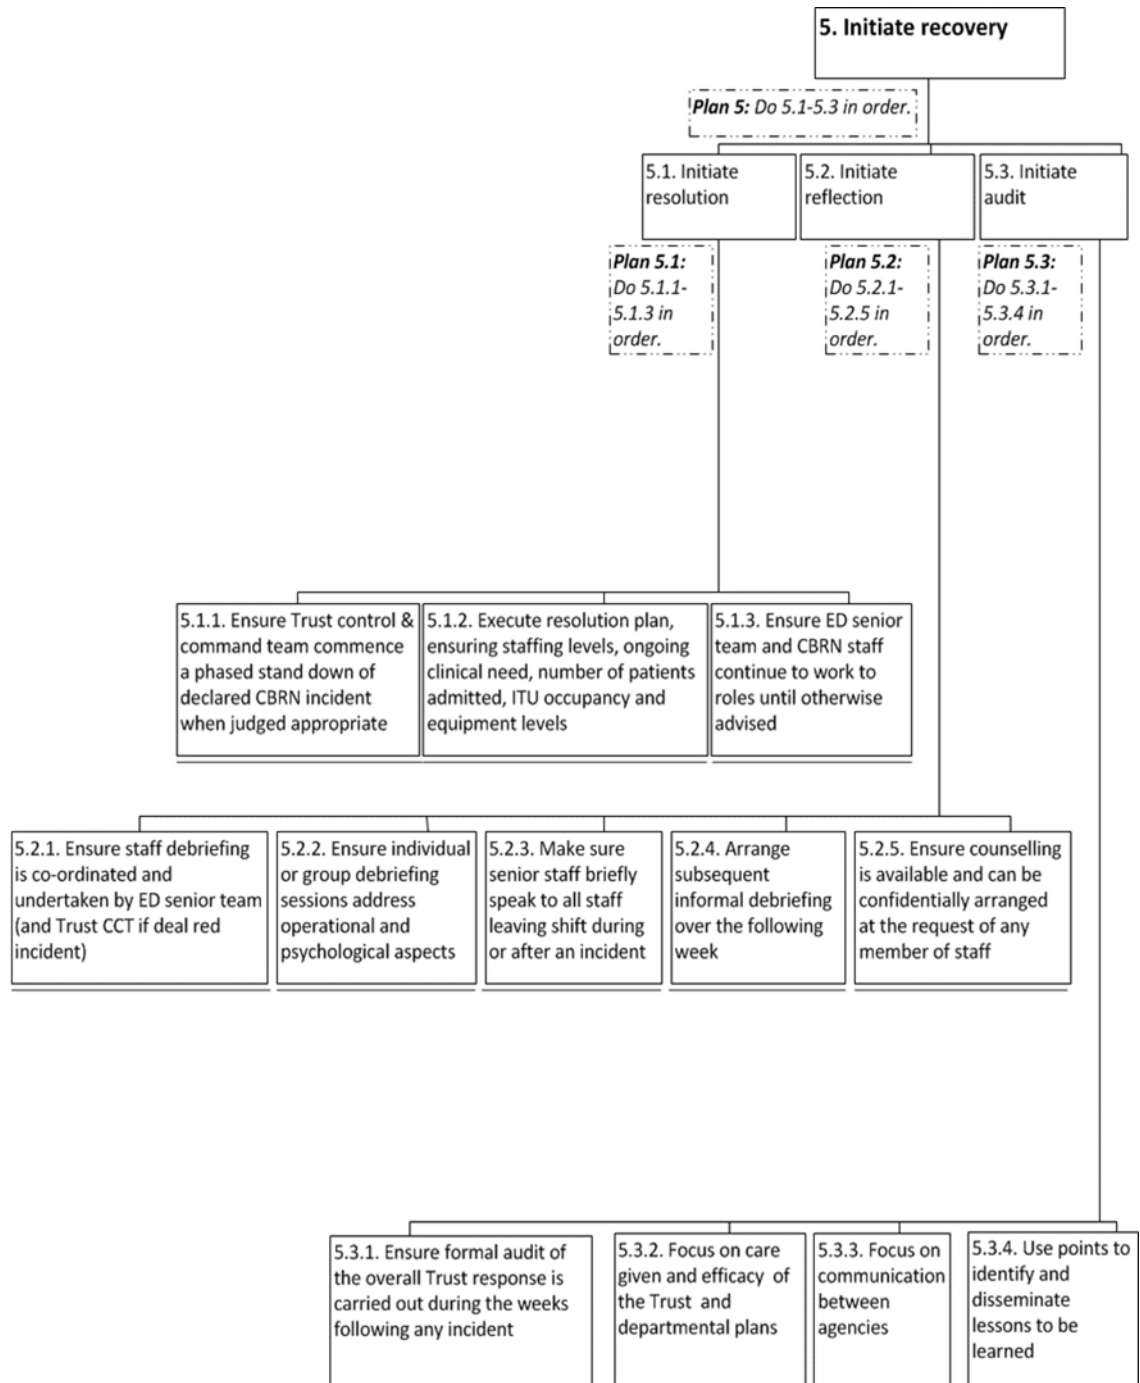 5. Initiate recovery
Plan 5: Do 5.1-5.3 in order.
5.1. Initiate
resolution
5.2. Initiate
reflection
5.3. Initiate
audit
Plan 5.1:
Do 5.1.1-
5.1.3 in
order.
Plan 5.2:
Do 5.2.1-
5.2.5 in
order.
Plan 5.3:
Do 5.3.1-
5.3.4 in
order.
5.1.1. Ensure Trust control &
command team commence
a phased stand down of
declared CBRN incident
when judged appropriate
5.1.2. Execute resolution plan,
ensuring staffing levels, ongoing
clinical need, number of patients
admitted, ITU occupancy and
equipment levels
5.1.3. Ensure ED senior
team and CBRN staff
continue to work to
roles until otherwise
advised
5.2.1. Ensure staff debriefing
is co-ordinated and
undertaken by ED senior team
(and Trust CCT if deal red
incident)
5.2.2. Ensure individual
or group debriefing
sessions address
operational and
psychological aspects
5.2.3. Make sure
senior staff briefly
speak to all staff
leaving shift during
or after an incident
5.2.4. Arrange
subsequent
informal debriefing
over the following
week
5.2.5. Ensure counselling
is available and can be
confidentially arranged
at the request of any
member of staff
5.3.1. Ensure formal audit of
the overall Trust response is
carried out during the weeks
following any incident
5.3.2. Focus on care
given and efficacy of
the Trust and
departmental plans
5.3.3. Focus on
communication
between
agencies
5.3.4. Use points to
identify and
disseminate
lessons to be
learned